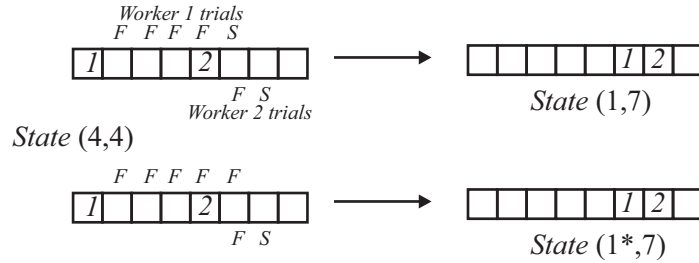 Worker 1 trials
F F F F S
1 2
1 2
F S
Worker 2 trials
State (1,7)
State (4,4)
F F F F F
1 2
1 2
F S
State (1*,7)